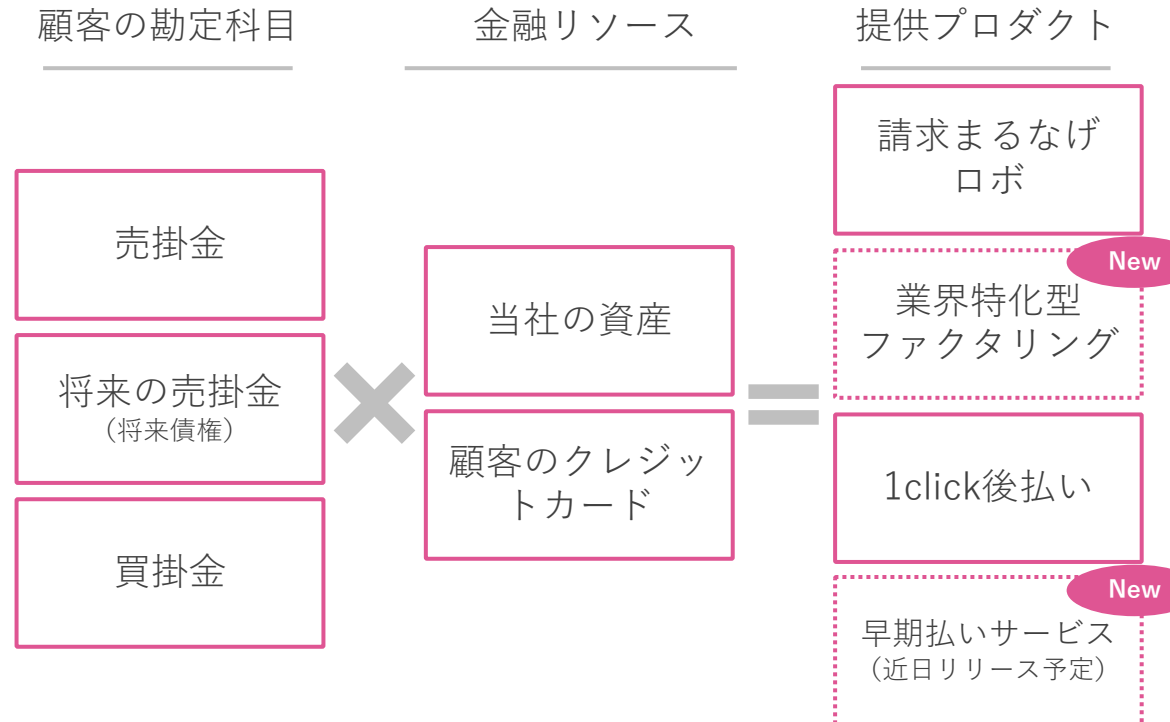 顧客の勘定科目
金融リソース
提供プロダクト
売掛金
将来の売掛金
（将来債権）
買掛金
×
当社の資産
顧客のクレジッ
トカード
=
請求まるなげ
ロボ
New
業界特化型
ファクタリング
1click後払い
New
早期払いサービス
（近日リリース予定）